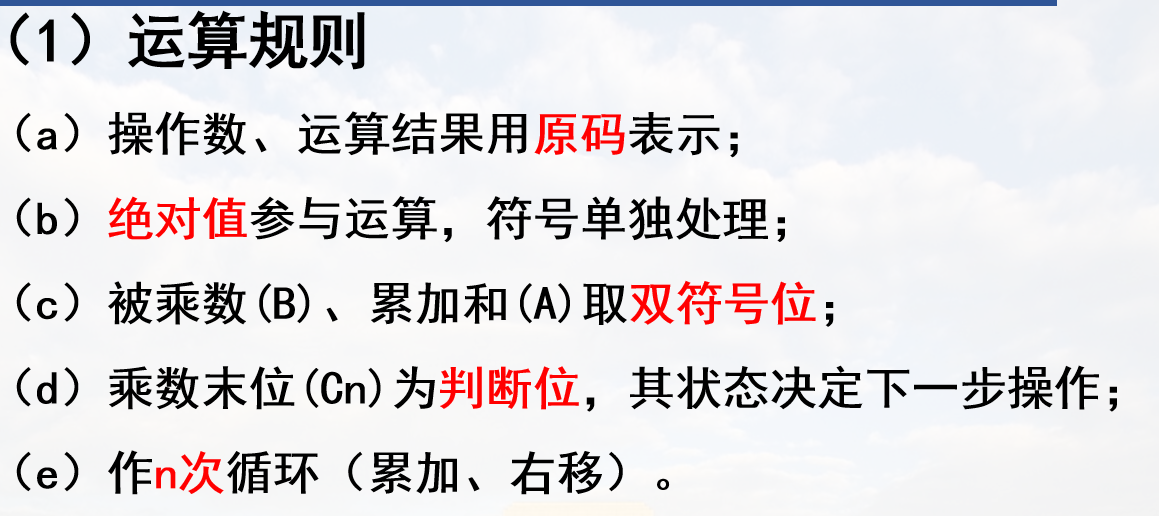 （1）运算规则
（a）操作数、运算结果用原码表示；
（b）绝对值参与运算，符号单独处理；
（c）被乘数(B)、累加和(A)取双符号位；
（d）乘数末位(Cn)为判断位，其状态决定下一步操作；
（e）作n次循环（累加、右移）。